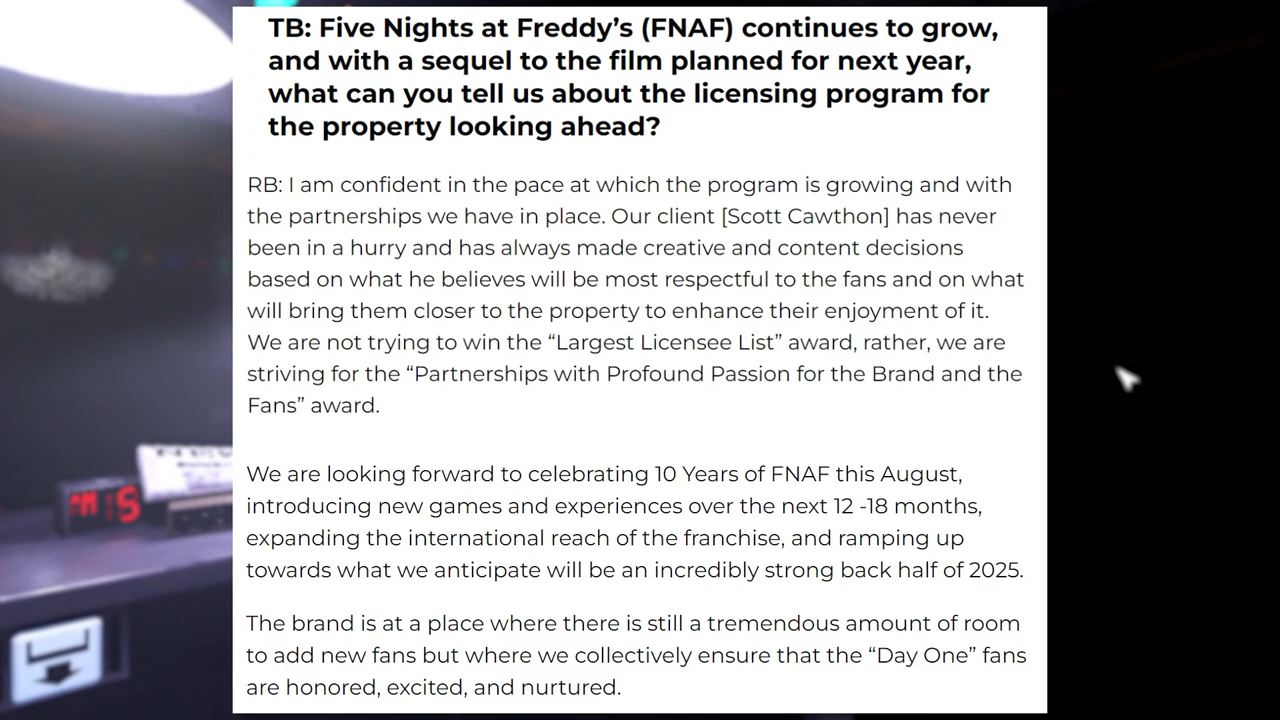 TB: Five Nights at Freddy’s (FNAF) continues to grow,
and with a sequel to the film planned for next year,
what can you tell us about the licensing program for
the property looking ahead?
RB: I am confident in the pace at which the program is growing and with
the partnerships we have in place. Our client [Scott Cawthon] has never
been in a hurry and has always made creative and content decisions
based on what he believes will be most respectful to the fans and on what
will bring them closer to the property to enhance their enjoyment of it.
We are not trying to win the “Largest Licensee List” award, rather, we are
striving for the “Partnerships with Profound Passion for the Brand and the
Fans” award.
We are looking forward to celebrating 10 Years of FNAF this August,
introducing new games and experiences over the next 12 -18 months,
expanding the international reach of the franchise, and ramping up
towards what we anticipate will be an incredibly strong back half of 2025.
The brand is at a place where there is still a tremendous amount of room
to add new fans but where we collectively ensure that the “Day One” fans
are honored, excited, and nurtured.